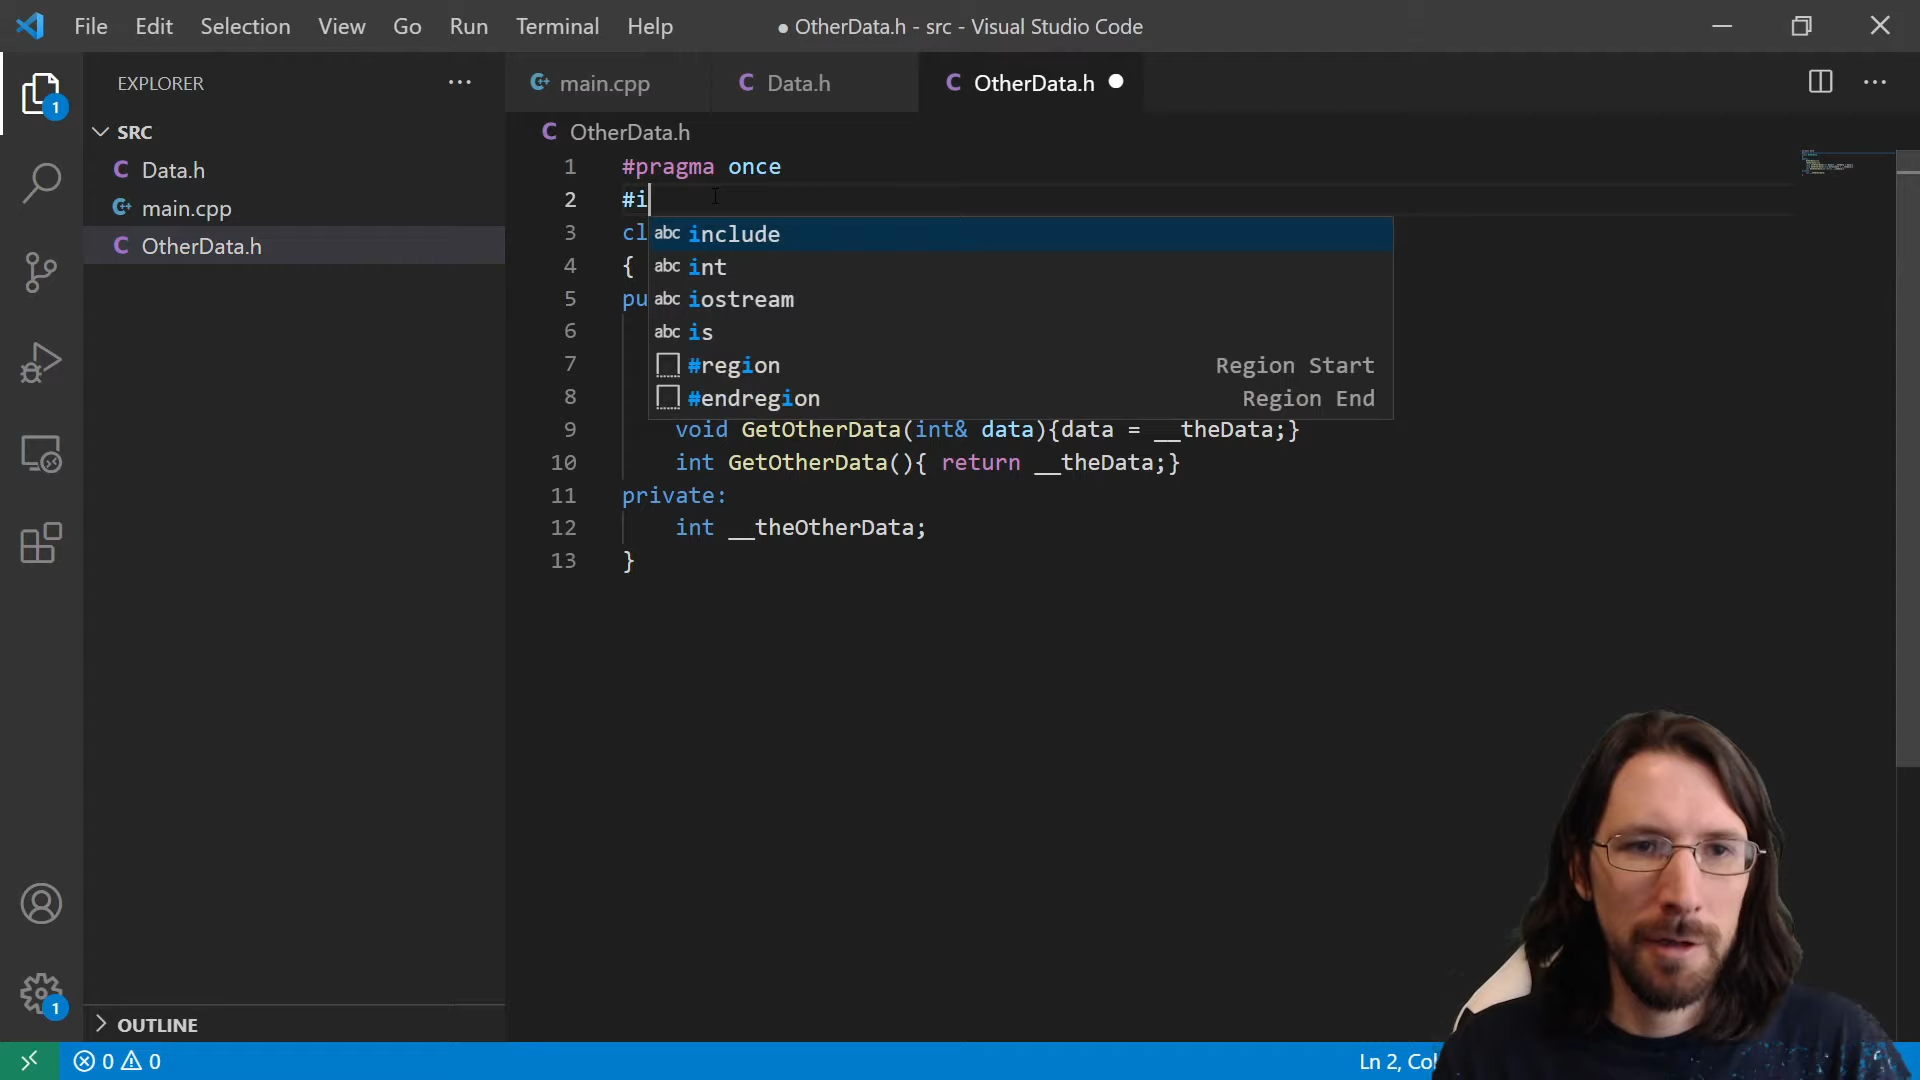 File Edit Selection View Go Run Terminal Help
● OtherData.h - src - Visual Studio Code
EXPLORER
SRC
Data.h
main.cpp
OtherData.h
OUTLINE
1
1
main.cpp
Data.h
OtherData.h
OtherData.h
1 #pragma once
2 #i
3 cl
4 {
5 pu
6
7
8
9 void GetOtherData(int& data){data = __theData;}
10 int GetOtherData(){ return __theData;}
11 private:
12 int __theOtherData;
13 }
abc include
abc int
abc iostream
abc is
#region Region Start
#endregion Region End
0 0
Ln 2, Col